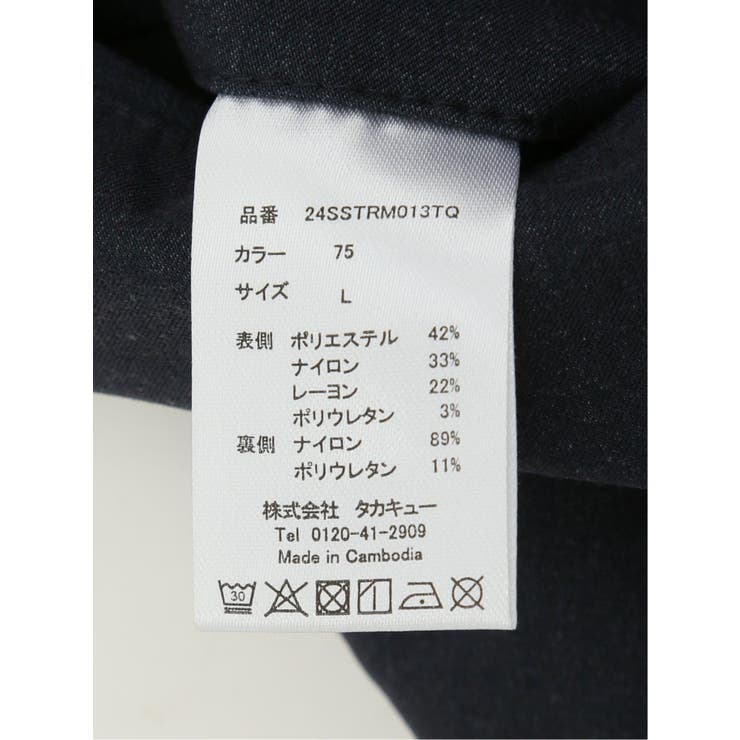 品番 24SSTRM013TQ
カラー 75
サイズ L
表側 ポリエステル 42%
ナイロン 33%
レーヨン 22%
ポリウレタン 3%
裏側 ナイロン 89%
ポリウレタン 11%
株式会社 タカキュー
Tel 0120-41-2909
Made in Cambodia
30